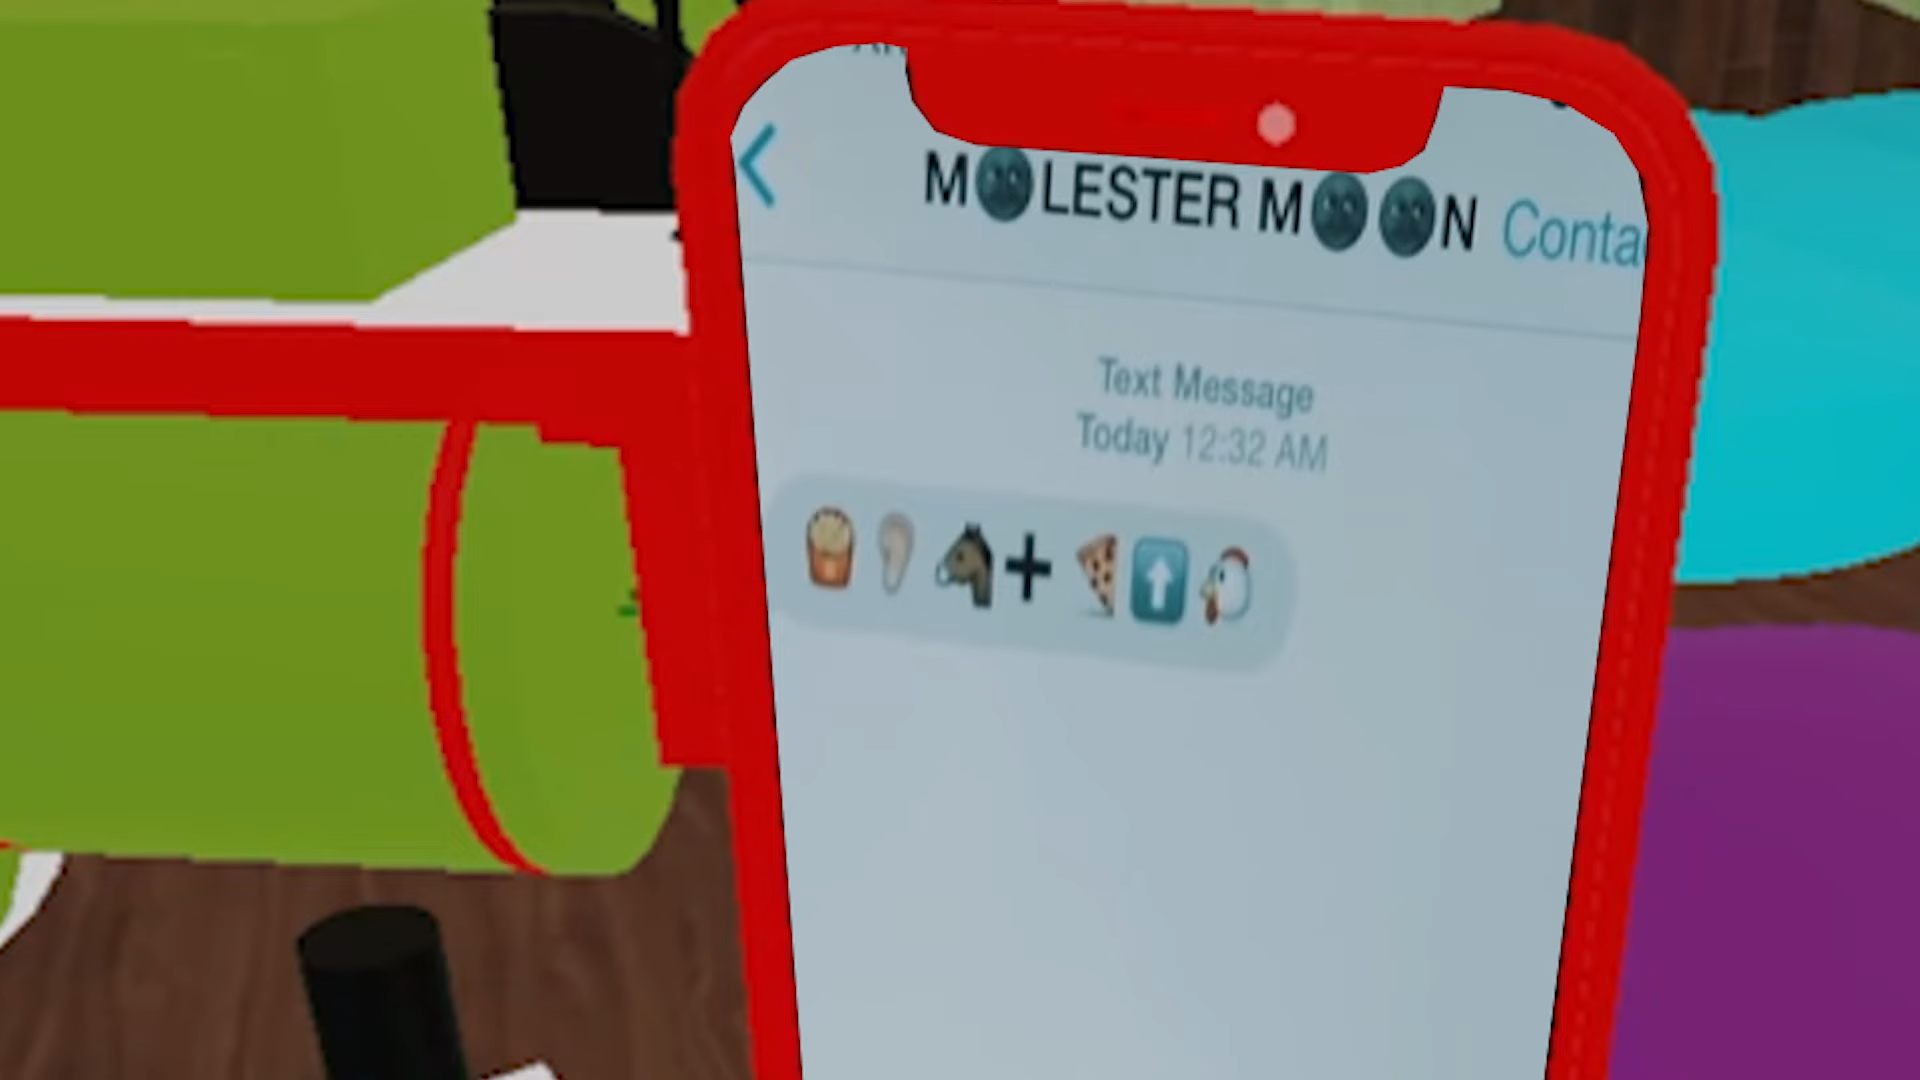 M🌚LESTER M🌚🌚N Conta
Text Message
Today 12:32 AM
🍟👂🐴➕🍕⬆️🐔